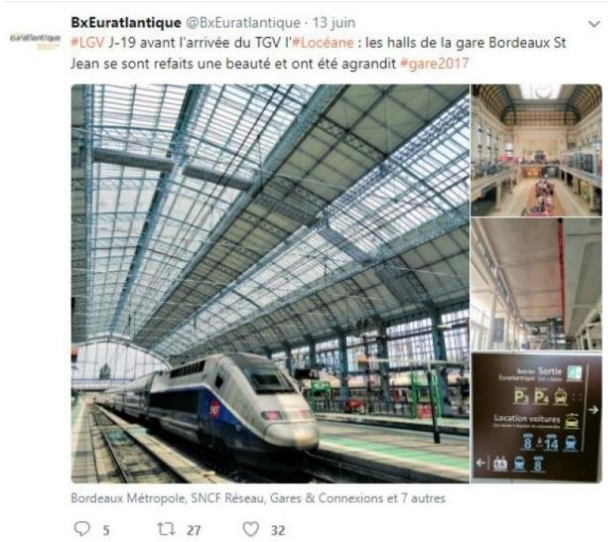 BxEuratlantique @BxEuratlantique · 13 juin
euratlantique
#LGV J-19 avant l'arrivée du TGV l'#Locéane : les halls de la gare Bordeaux St
Jean se sont refaits une beauté et ont été agrandit #gare2017
Sortie
P3 P4
Location voitures
8 à 14
8
Bordeaux Métropole, SNCF Réseau, Gares & Connexions et 7 autres
5 27 32